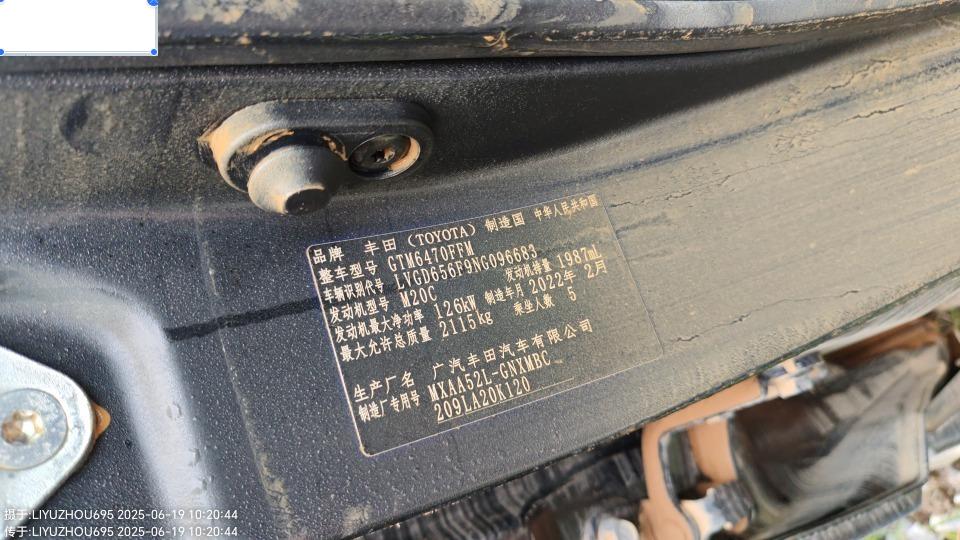 品牌 丰田（TOYOTA） 制造国 中华人民共和国
整车型号 GTM6470FFM
车辆识别代号 LVGD656F9NG096683
发动机型号 M20C 发动机排量 1987mL
发动机最大净功率 126kW 制造年月 2022年 2月
最大允许总质量 2115kg 乘坐人数 5
生产厂名 广汽丰田汽车有限公司
制造厂专用号 MXAA52L-GNXMBC
209LA20K120
摄于:LIYUZHOU695 2025-06-19 10:20:44
传于:LIYUZHOU695 2025-06-19 10:20:44